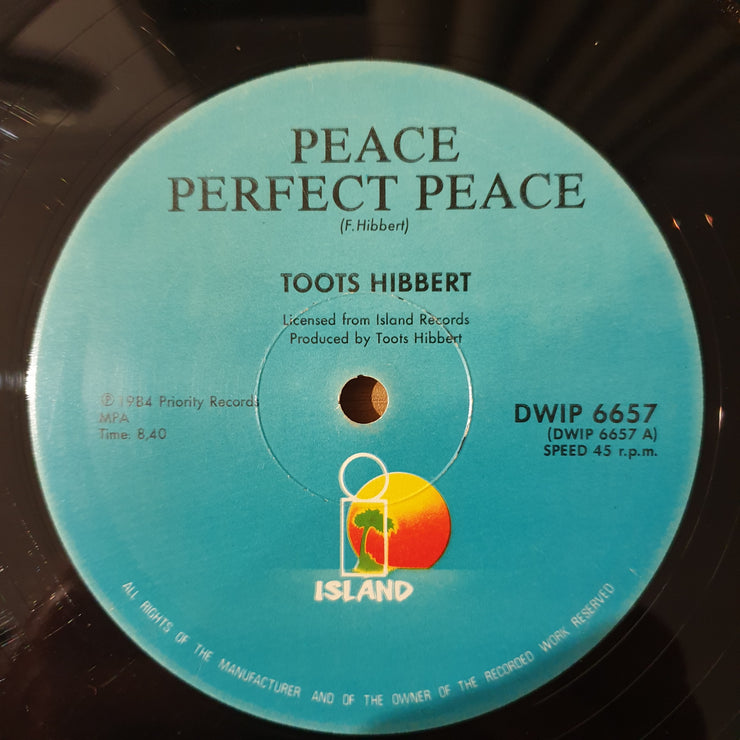 PEACE
PERFECT PEACE
(F.Hibbert)
TOOTS HIBBERT
Licensed from Island Records
Produced by Toots Hibbert
℗ 1984 Priority Records
MPA
Time: 8,40
DWIP 6657
(DWIP 6657 A)
SPEED 45 r.p.m.
ISLAND
ALL RIGHTS OF THE MANUFACTURER AND OF THE OWNER OF THE RECORDED WORK RESERVED